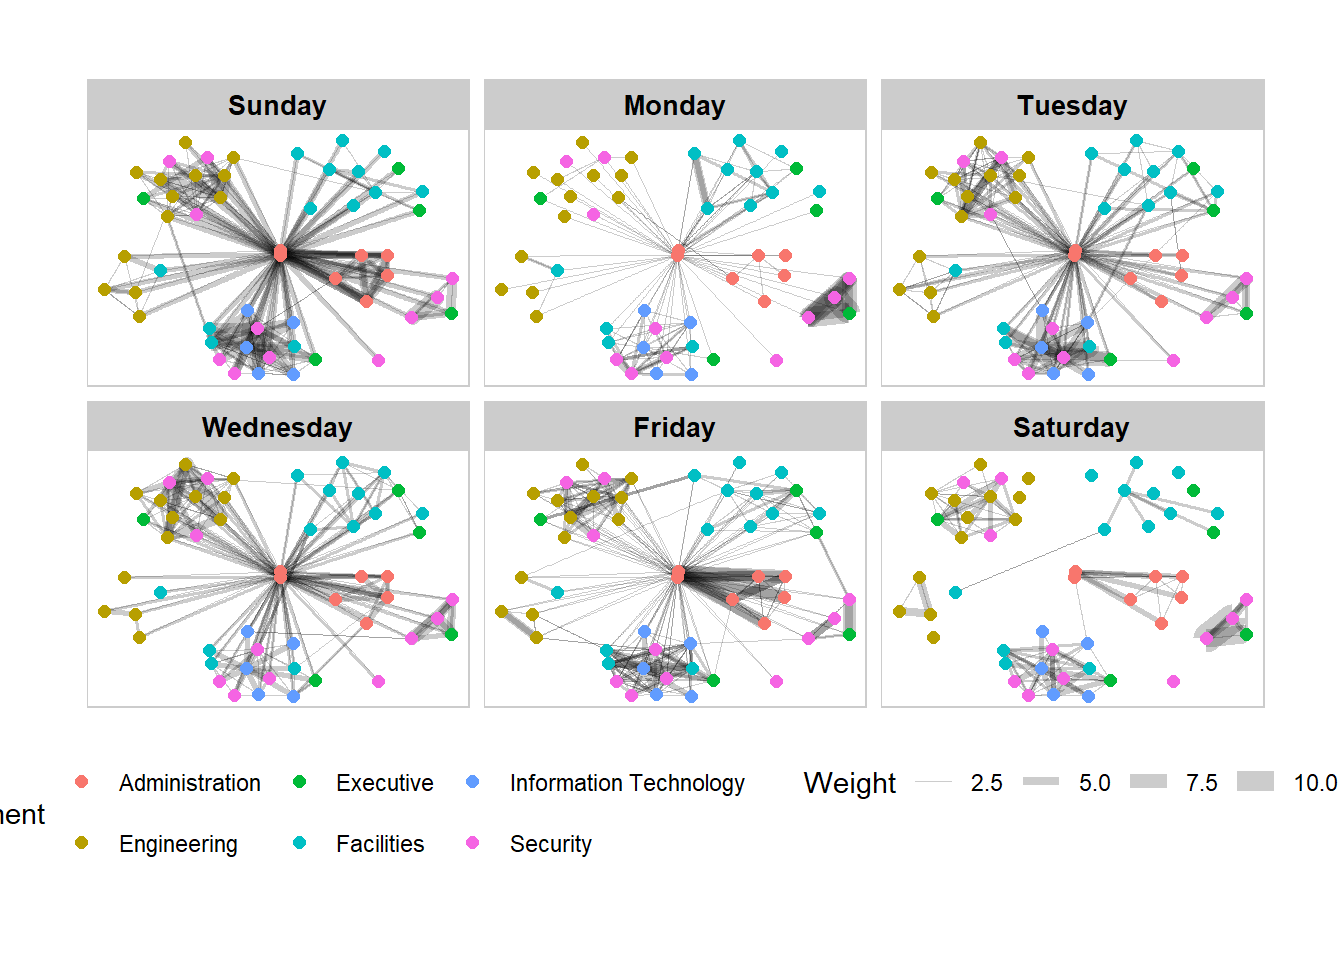 Sunday Monday Tuesday
Wednesday Friday Saturday
Administration Executive Information Technology Weight 2.5 5.0 7.5 10.0
nent
Engineering Facilities Security